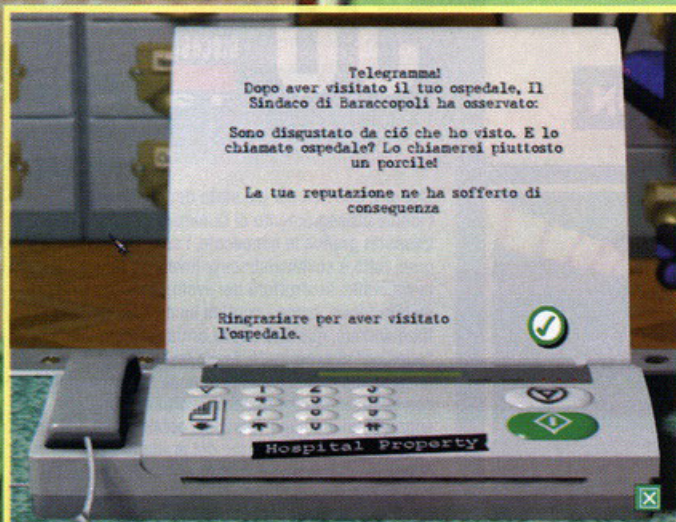 Telegramma!
Dopo aver visitato il tuo ospedale, Il
Sindaco di Baraccopoli ha osservato:
Sono disgustato da ció che ho visto. E lo
chiamate ospedale? Lo chiamerei piuttosto
un porcile!
La tua reputazione ne ha sofferto di
conseguenza
Ringraziare per aver visitato
l'ospedale.
Hospital Property